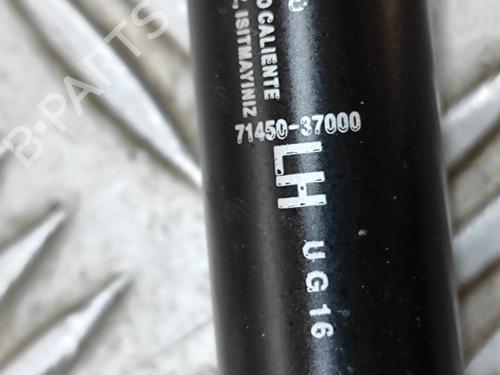 O CALIENTE
, ISITMAYINIZ
71450-37000
LH
UG16
B-PARTS